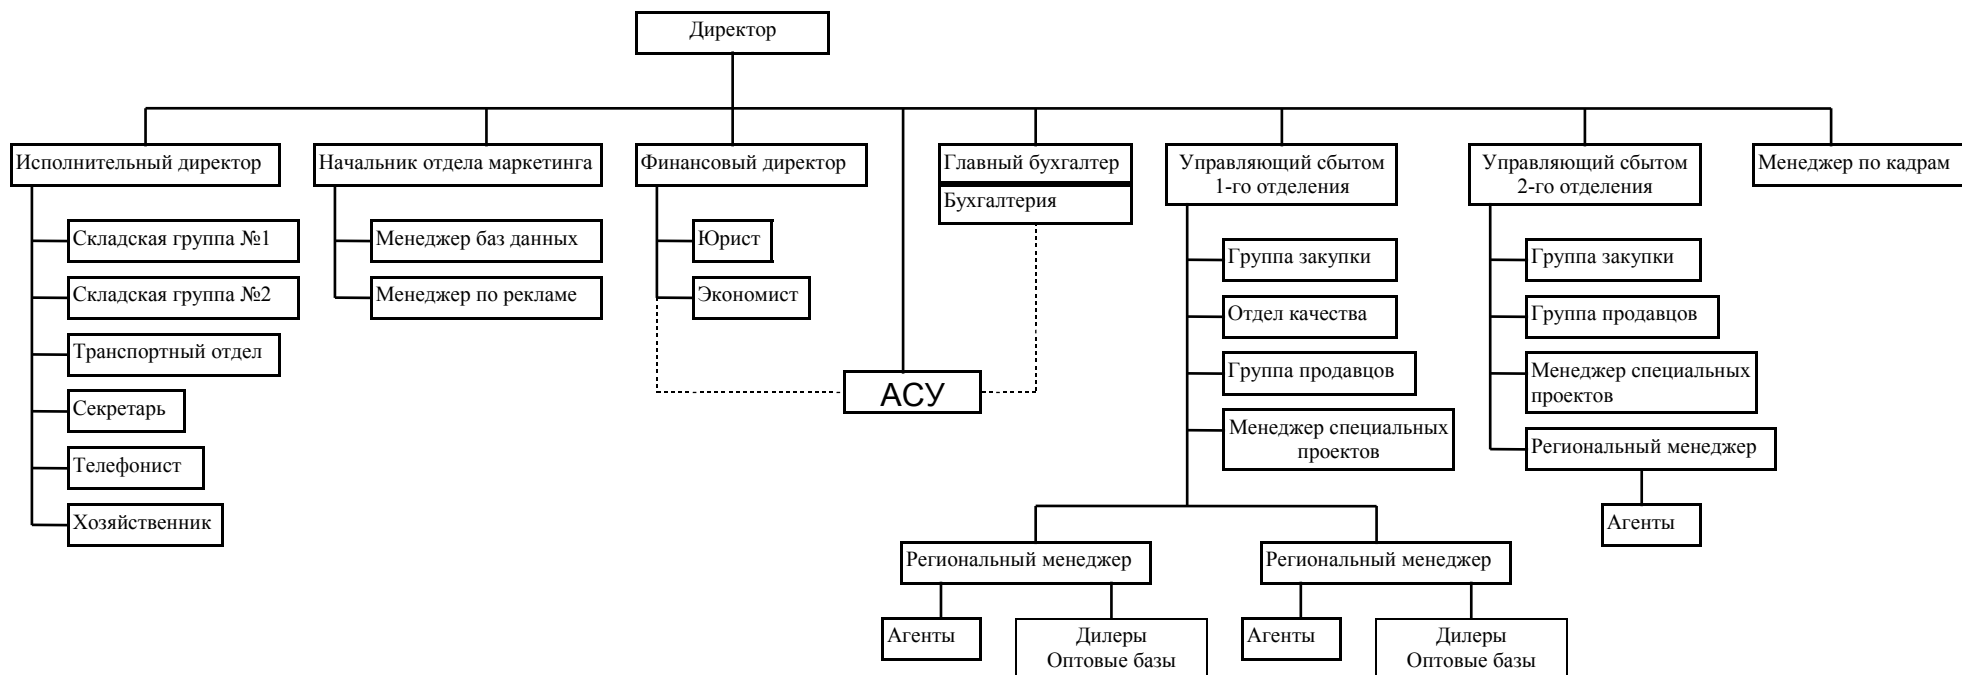 Директор
Исполнительный директор
Начальник отдела маркетинга
Финансовый директор
Главный бухгалтер
Бухгалтерия
Управляющий сбытом
1-го отделения
Управляющий сбытом
2-го отделения
Менеджер по кадрам
Складская группа №1
Складская группа №2
Транспортный отдел
Секретарь
Телефонист
Хозяйственник
Менеджер баз данных
Менеджер по рекламе
Юрист
Экономист
АСУ
Группа закупки
Отдел качества
Группа продавцов
Менеджер специальных
проектов
Региональный менеджер
Агенты
Дилеры
Оптовые базы
Региональный менеджер
Агенты
Дилеры
Оптовые базы
Группа закупки
Группа продавцов
Менеджер специальных
проектов
Региональный менеджер
Агенты